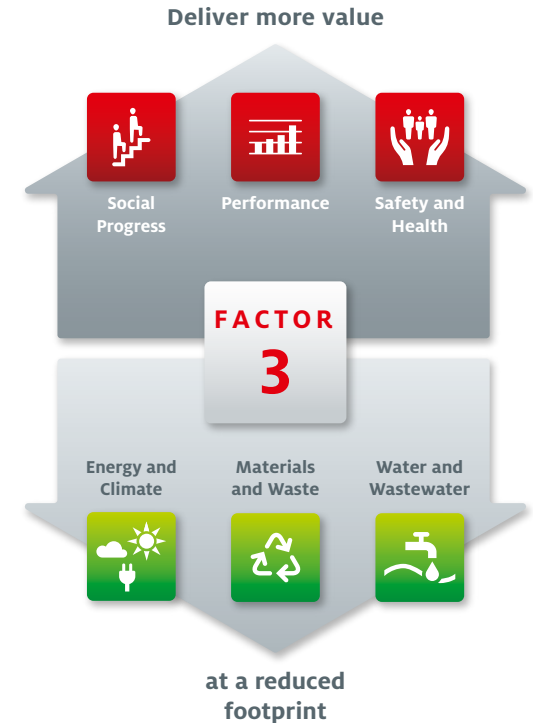 Deliver more value
Social
Progress
Performance
Safety and
Health
FACTOR
3
Energy and
Climate
Materials
and Waste
Water and
Wastewater
at a reduced
footprint